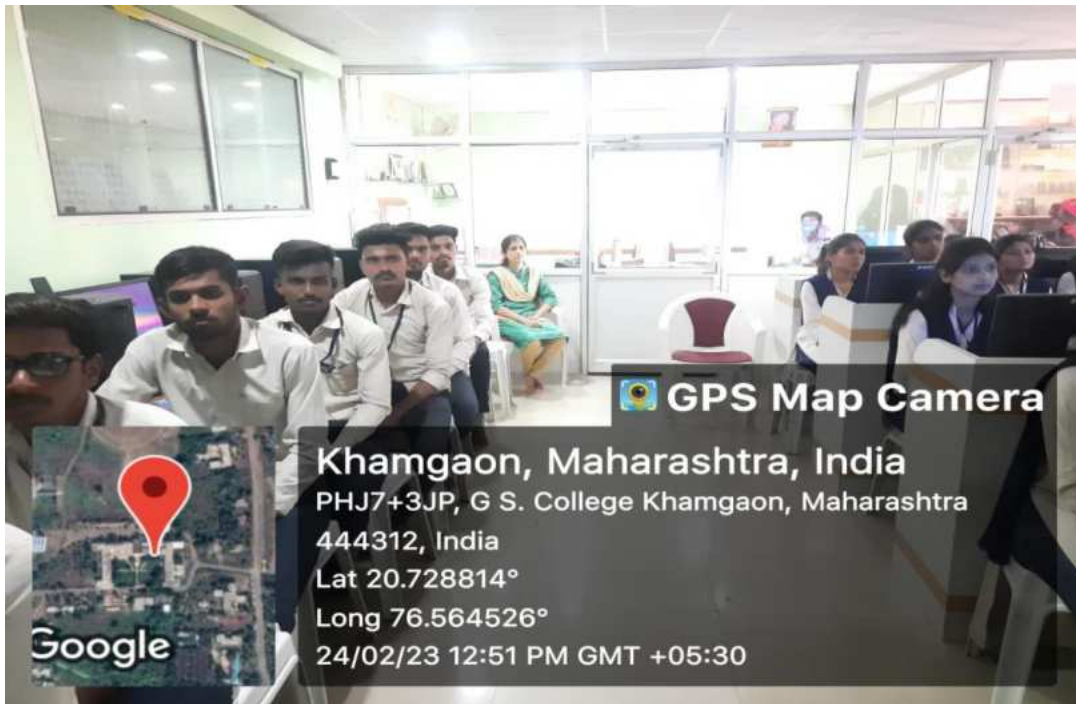 GPS Map Camera
Khamgaon, Maharashtra, India
PHJ7+3JP, G S. College Khamgaon, Maharashtra
444312, India
Lat 20.728814°
Long 76.564526°
24/02/23 12:51 PM GMT +05:30
Google